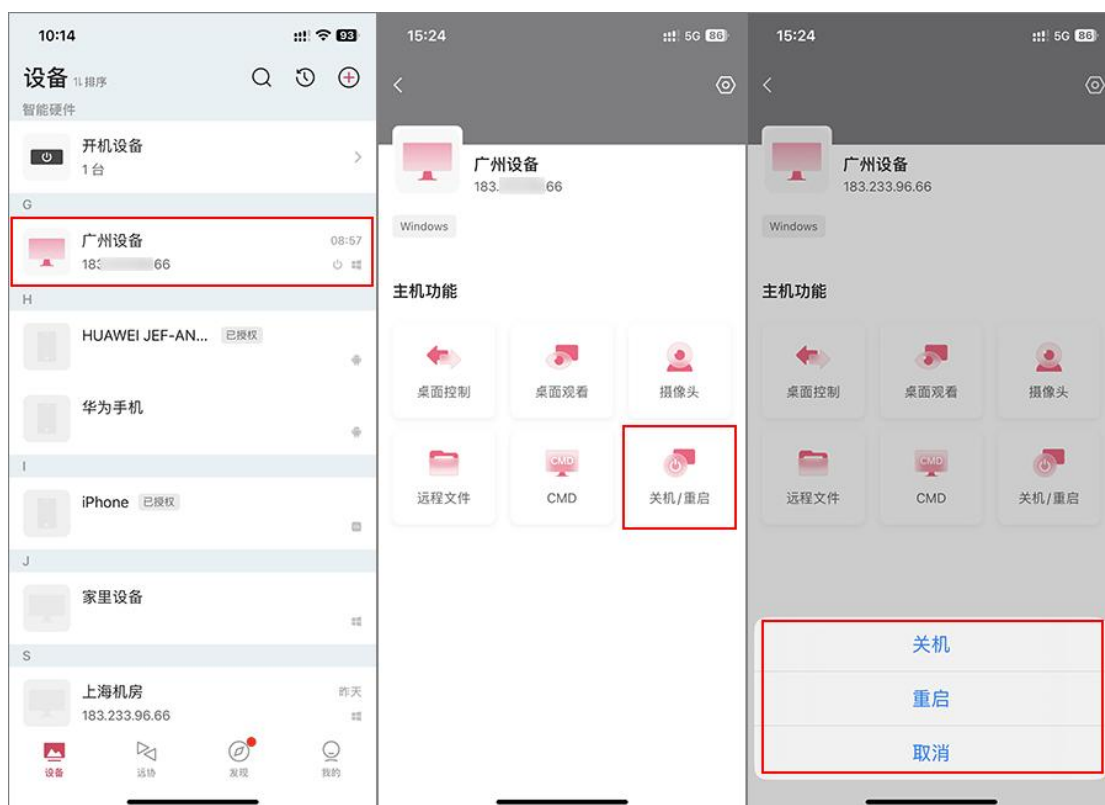 10:14
93
设备 排序
智能硬件
开机设备
1 台
G
广州设备
08:57
183 66
H
HUAWEI JEF-AN... 已授权
华为手机
I
iPhone 已授权
J
家里设备
S
上海机房
昨天
183.233.96.66
设备
远协
发现
我的
15:24
5G 86
广州设备
183. 66
Windows
主机功能
桌面控制
桌面观看
摄像头
远程文件
CMD
CMD
关机/重启
15:24
5G 86
广州设备
183.233.96.66
Windows
主机功能
桌面控制
桌面观看
摄像头
远程文件
CMD
CMD
关机/重启
关机
重启
取消